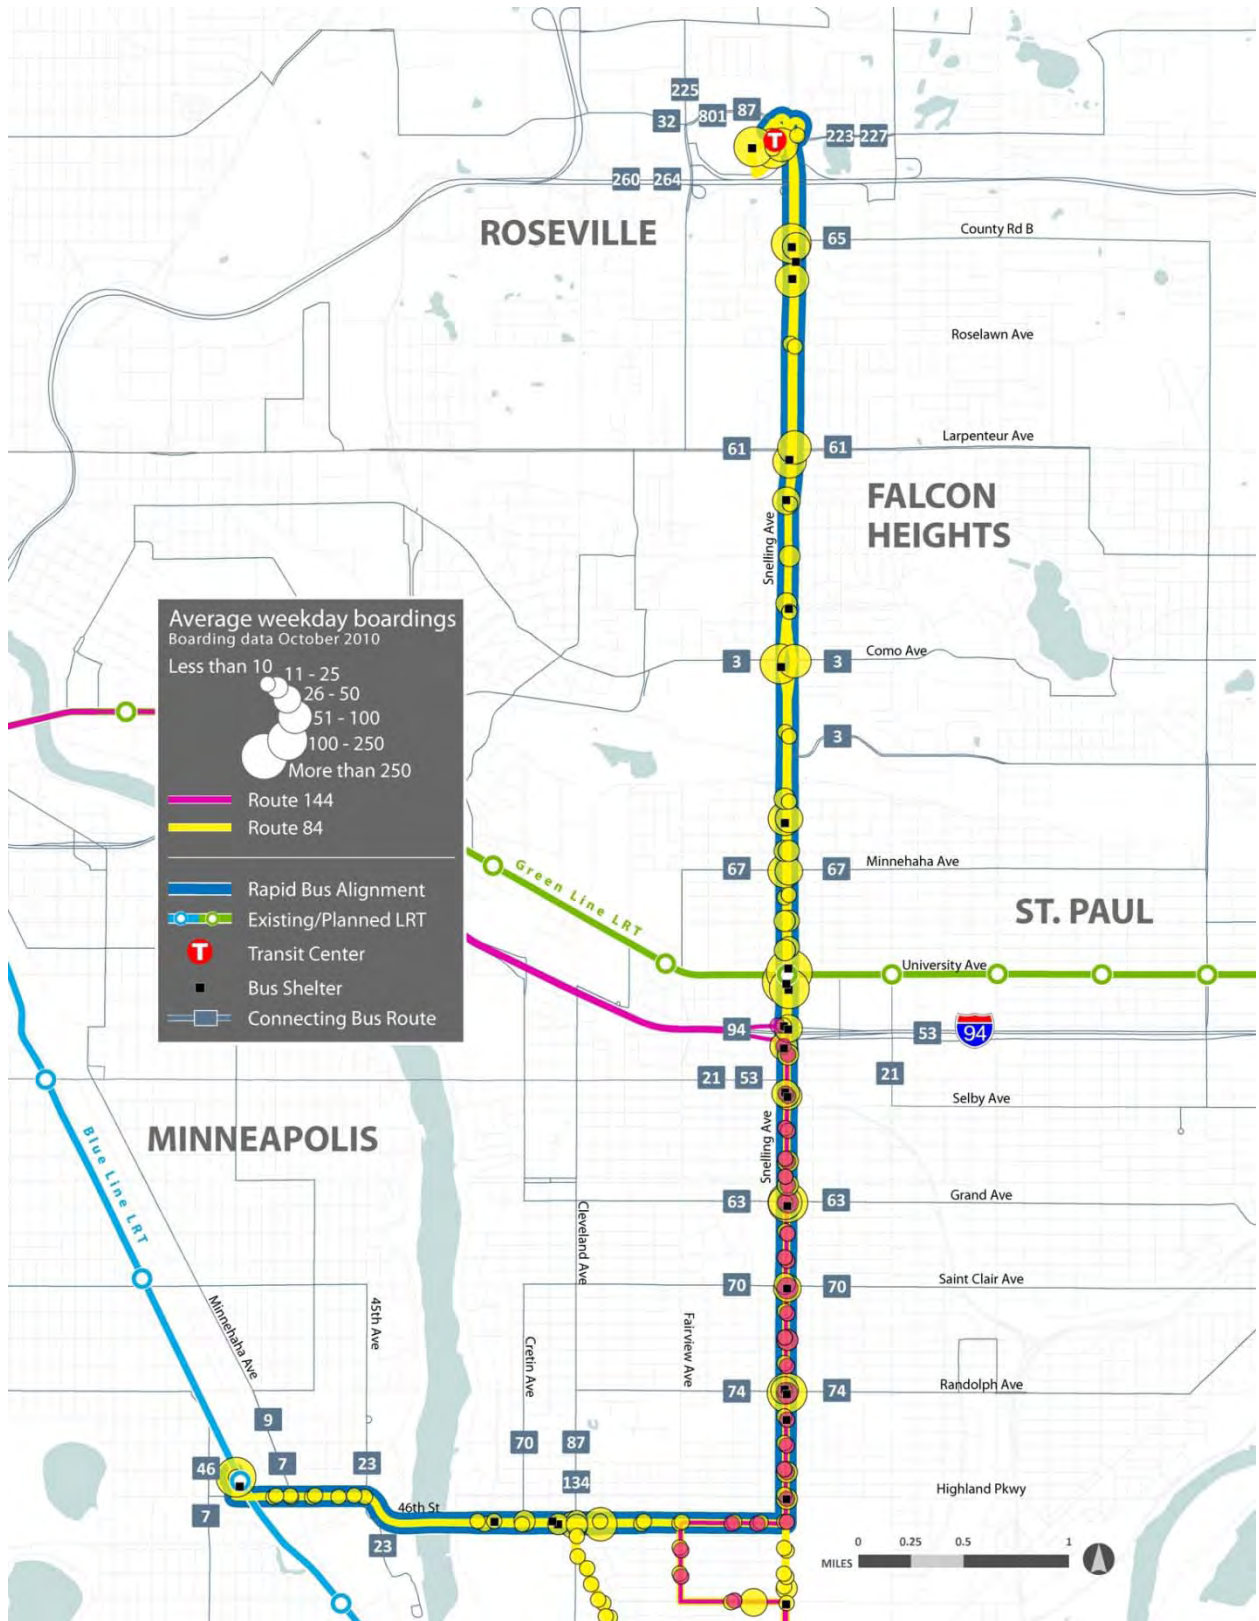 225
32
801
87
T
223
227
260
264
ROSEVILLE
65
County Rd B
Roselawn Ave
61
61
Larpenteur Ave
FALCON
HEIGHTS
Snelling Ave
Average weekday boardings
Boarding data October 2010
Less than 10
11 - 25
26 - 50
51 - 100
100 - 250
More than 250
Route 144
Route 84
Rapid Bus Alignment
Existing/Planned LRT
T
Transit Center
Bus Shelter
Connecting Bus Route
3
3
Como Ave
3
Green Line LRT
67
67
Minnehaha Ave
ST. PAUL
University Ave
94
53
94
21
53
21
Selby Ave
MINNEAPOLIS
Blue Line LRT
Snelling Ave
63
63
Grand Ave
Cleveland Ave
70
70
Saint Clair Ave
Minnehaha Ave
45th Ave
Cretin Ave
Fairview Ave
74
74
Randolph Ave
9
70
87
46
7
23
134
7
46th St
23
Highland Pkwy
0
0.25
0.5
1
MILES